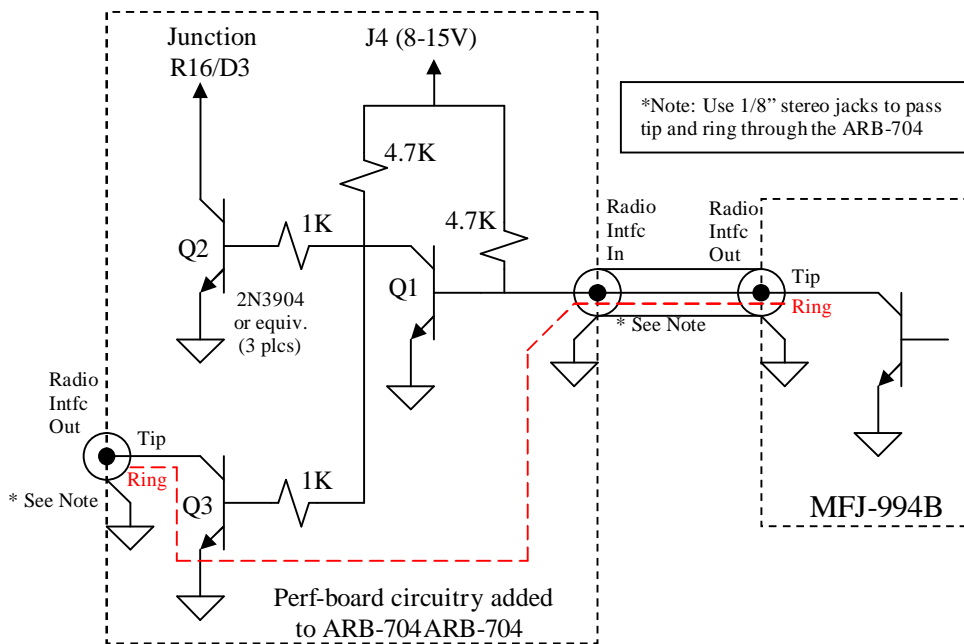 Junction
R16/D3
J4 (8-15V)
*Note: Use 1/8” stereo jacks to pass
tip and ring through the ARB-704
4.7K
4.7K
1K
Q2
Q1
2N3904
or equiv.
(3 plcs)
Radio
Intfc
In
Radio
Intfc
Out
Tip
Ring
* See Note
Radio
Intfc
Out
Tip
Ring
* See Note
Q3
1K
MFJ-994B
Perf-board circuitry added
to ARB-704ARB-704